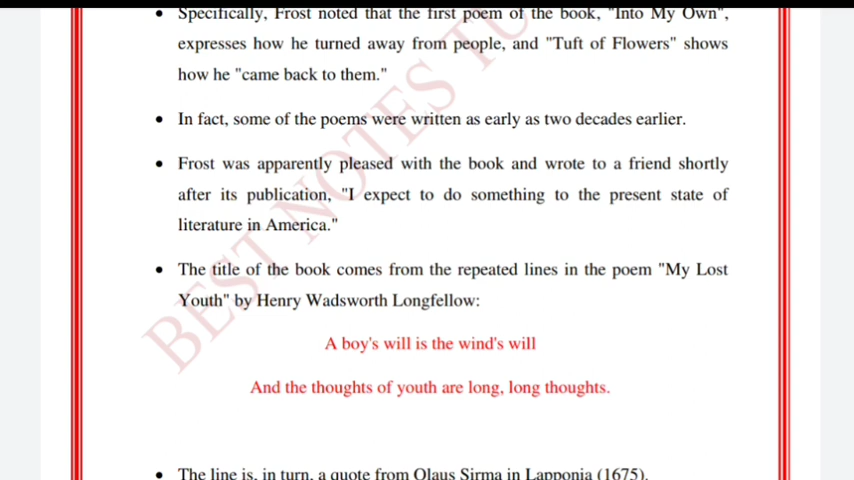 • Specifically, Frost noted that the first poem of the book, "Into My Own",
expresses how he turned away from people, and "Tuft of Flowers" shows
how he "came back to them."
• In fact, some of the poems were written as early as two decades earlier.
• Frost was apparently pleased with the book and wrote to a friend shortly
after its publication, "I expect to do something to the present state of
literature in America."
• The title of the book comes from the repeated lines in the poem "My Lost
Youth" by Henry Wadsworth Longfellow:
A boy's will is the wind's will
And the thoughts of youth are long, long thoughts.
• The line is, in turn, a quote from Olaus Sirma in Lapponia (1675).
BEST NOTES TU